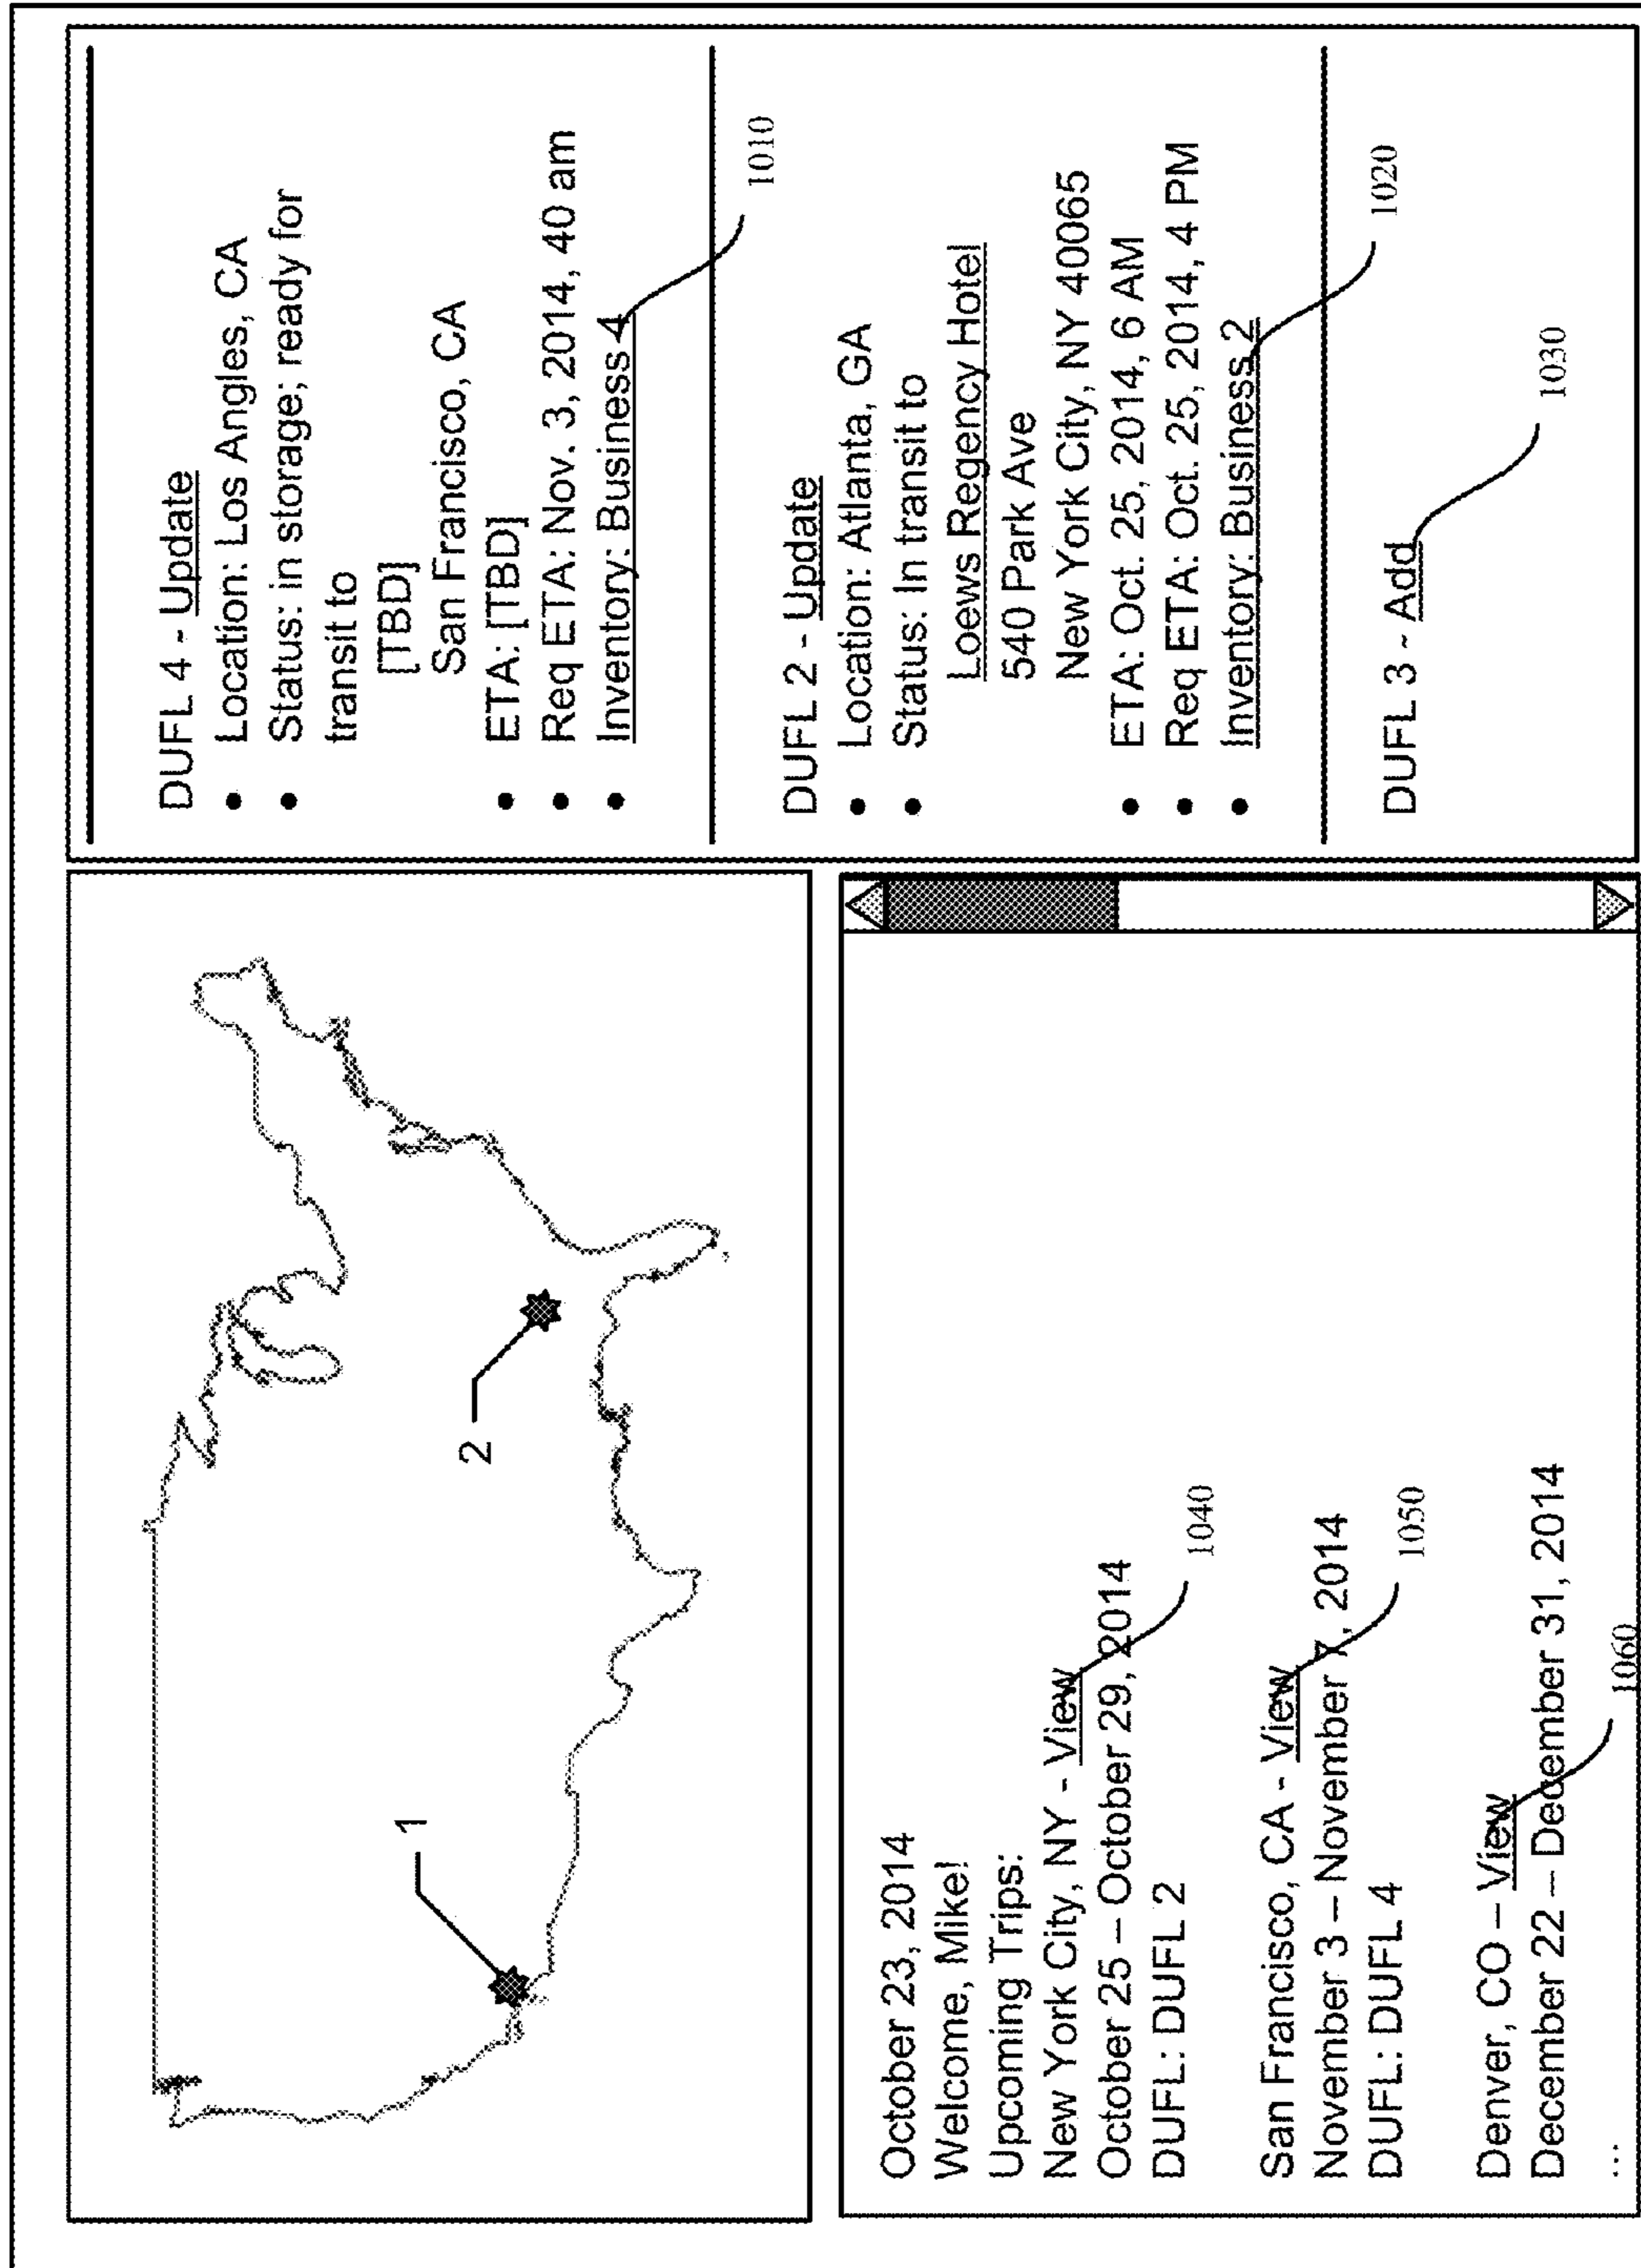 1
2
October 23, 2014
Welcome, Mike!
Upcoming Trips:
New York City, NY - View
October 25 – October 29, 2014
DUFL: DUFL 2
1040
San Francisco, CA - View
November 3 – November 7, 2014
DUFL: DUFL 4
1050
Denver, CO – View
December 22 – December 31, 2014
...
1060
DUFL 4 - Update
• Location: Los Angles, CA
• Status: in storage; ready for
transit to
[TBD]
San Francisco, CA
• ETA: [TBD]
• Req ETA: Nov. 3, 2014, 40 am
• Inventory: Business 4
1010
DUFL 2 - Update
• Location: Atlanta, GA
• Status: In transit to
Loews Regency Hotel
540 Park Ave
New York City, NY 40065
• ETA: Oct. 25, 2014, 6 AM
• Req ETA: Oct. 25, 2014, 4 PM
• Inventory: Business 2
1020
DUFL 3 - Add
1030